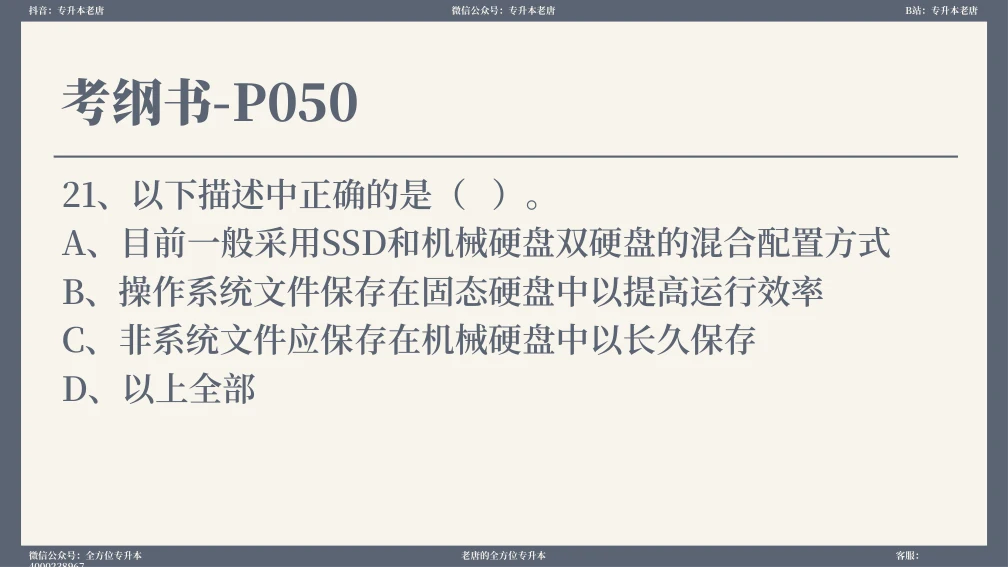 抖音：专升本老唐
微信公众号：专升本老唐
B站：专升本老唐
考纲书-P050
21、以下描述中正确的是（ ）。
A、目前一般采用SSD和机械硬盘双硬盘的混合配置方式
B、操作系统文件保存在固态硬盘中以提高运行效率
C、非系统文件应保存在机械硬盘中以长久保存
D、以上全部
微信公众号：全方位专升本
老唐的全方位专升本
客服：
4000238967